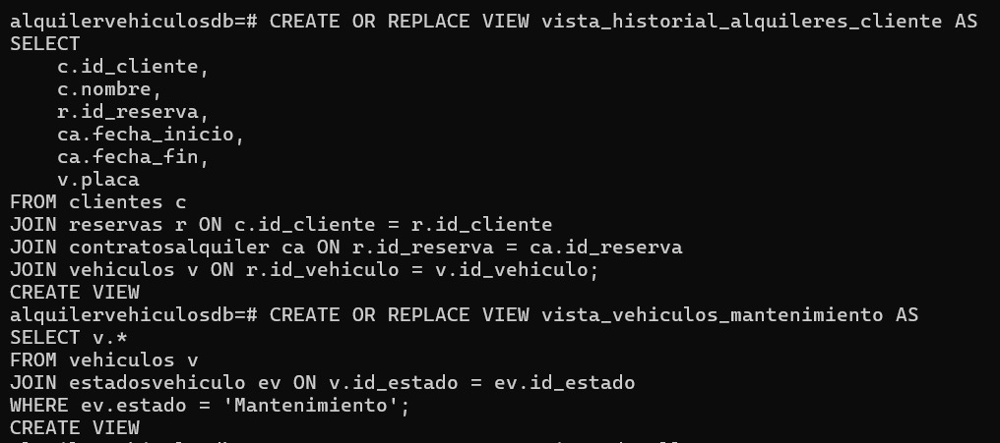 alquilervehiculosdb=# CREATE OR REPLACE VIEW vista_historial_alquileres_cliente AS
SELECT
    c.id_cliente,
    c.nombre,
    r.id_reserva,
    ca.fecha_inicio,
    ca.fecha_fin,
    v.placa
FROM clientes c
JOIN reservas r ON c.id_cliente = r.id_cliente
JOIN contratosalquiler ca ON r.id_reserva = ca.id_reserva
JOIN vehiculos v ON r.id_vehiculo = v.id_vehiculo;
CREATE VIEW
alquilervehiculosdb=# CREATE OR REPLACE VIEW vista_vehiculos_mantenimiento AS
SELECT v.*
FROM vehiculos v
JOIN estadosvehiculo ev ON v.id_estado = ev.id_estado
WHERE ev.estado = 'Mantenimiento';
CREATE VIEW